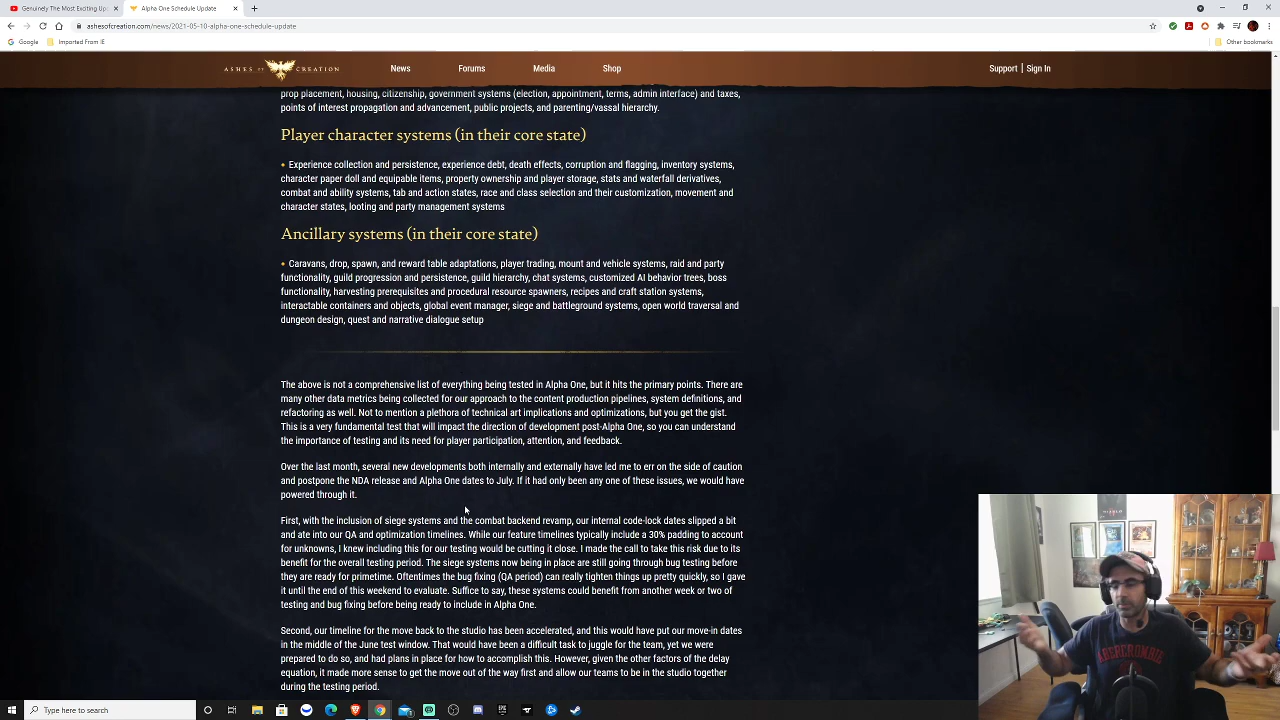 Genuinely The Most Exciting Up
Alpha One Schedule Update
ashesofcreation.com/news/2021-05-10-alpha-one-schedule-update
Google
Imported From IE
Other bookmarks
ASHES OF CREATION
News
Forums
Media
Shop
Support | Sign In
prop placement, housing, citizenship, government systems (election, appointment, terms, admin interface) and taxes,
points of interest propagation and advancement, public projects, and parenting/vassal hierarchy.
Player character systems (in their core state)
• Experience collection and persistence, experience debt, death effects, corruption and flagging, inventory systems,
character paper doll and equipable items, property ownership and player storage, stats and waterfall derivatives,
combat and ability systems, tab and action states, race and class selection and their customization, movement and
character states, looting and party management systems
Ancillary systems (in their core state)
• Caravans, drop, spawn, and reward table adaptations, player trading, mount and vehicle systems, raid and party
functionality, guild progression and persistence, guild hierarchy, chat systems, customized AI behavior trees, boss
functionality, harvesting prerequisites and procedural resource spawners, recipes and craft station systems,
interactable containers and objects, global event manager, siege and battleground systems, open world traversal and
dungeon design, quest and narrative dialogue setup
The above is not a comprehensive list of everything being tested in Alpha One, but it hits the primary points. There are
many other data metrics being collected for our approach to the content production pipelines, system definitions, and
refactoring as well. Not to mention a plethora of technical art implications and optimizations, but you get the gist.
This is a very fundamental test that will impact the direction of development post-Alpha One, so you can understand
the importance of testing and its need for player participation, attention, and feedback.
Over the last month, several new developments both internally and externally have led me to err on the side of caution
and postpone the NDA release and Alpha One dates to July. If it had only been any one of these issues, we would have
powered through it.
First, with the inclusion of siege systems and the combat backend revamp, our internal code-lock dates slipped a bit
and ate into our QA and optimization timelines. While our feature timelines typically include a 30% padding to account
for unknowns, I knew including this for our testing would be cutting it close. I made the call to take this risk due to its
benefit for the overall testing period. The siege systems now being in place are still going through bug testing before
they are ready for primetime. Oftentimes the bug fixing (QA period) can really tighten things up pretty quickly, so I gave
it until the end of this weekend to evaluate. Suffice to say, these systems could benefit from another week or two of
testing and bug fixing before being ready to include in Alpha One.
Second, our timeline for the move back to the studio has been accelerated, and this would have put our move-in dates
in the middle of the June test window. That would have been a difficult task to juggle for the team, yet we were
prepared to do so, and had plans in place for how to accomplish this. However, given the other factors of the delay
equation, it made more sense to get the move out of the way first and allow our teams to be in the studio together
during the testing period.
ABERCROMBIE
Type here to search